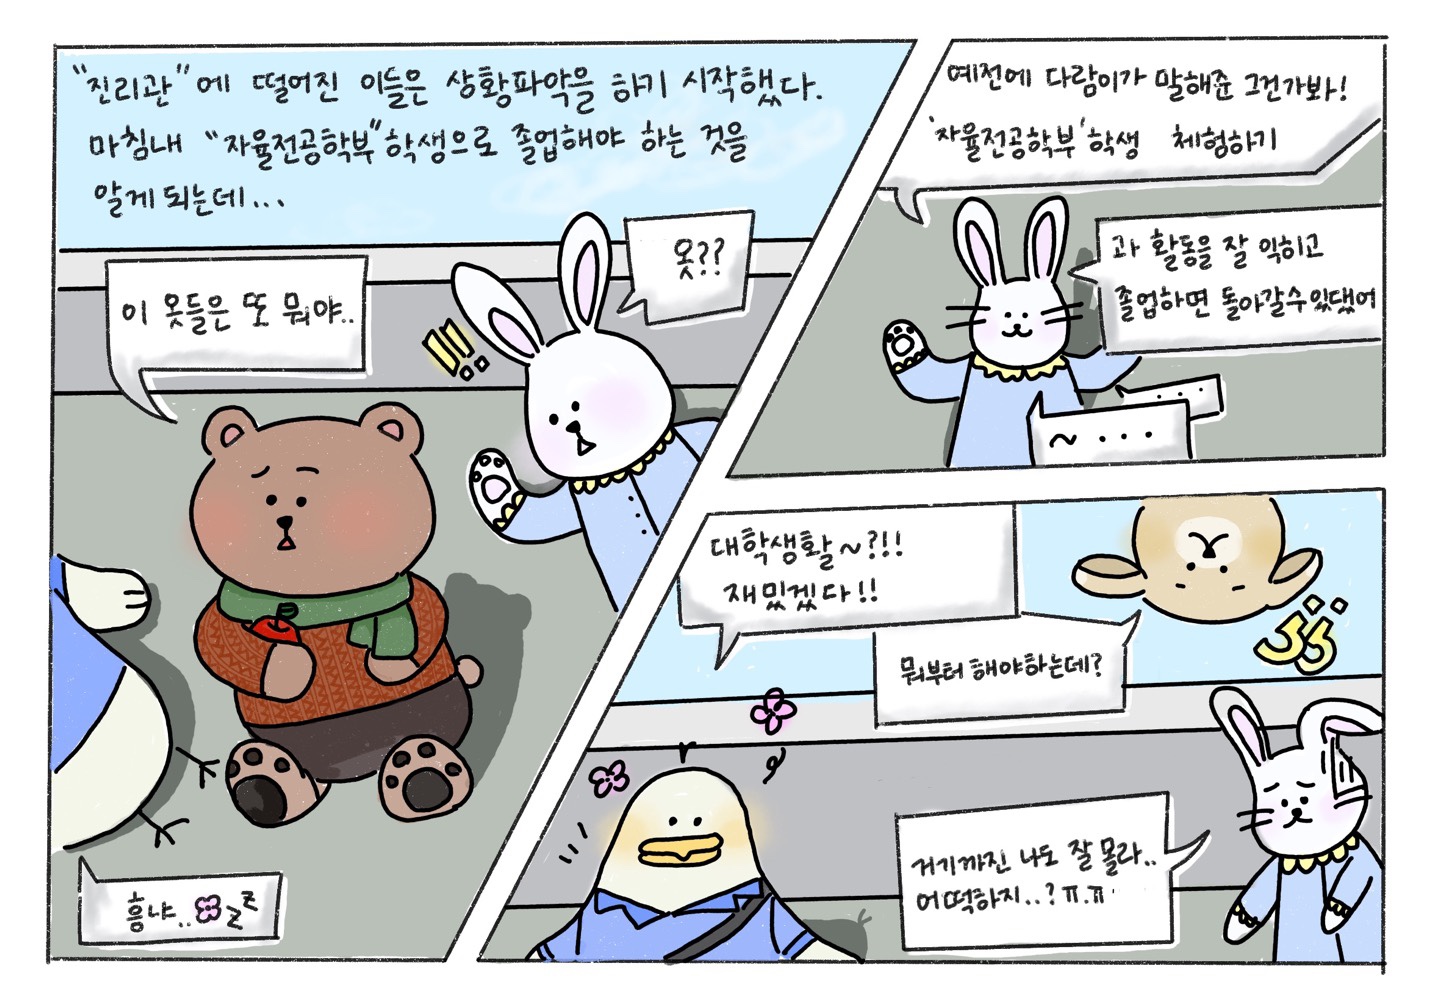 "진리관"에 떨어진 이들은 상황파악을 하기 시작했다.
마침내 "자율전공학부"학생으로 졸업해야 하는 것을
알게 되는데...
옷??
이 옷들은 또 뭐야..
!!!
흠냐..
예전에 다람이가 말해준 그건가봐!
'자율전공학부'학생 체험하기
과 활동을 잘 익히고
졸업하면 돌아갈수있댔어
....
~...
대학생활~?!!
재밌겠다!!
뭐부터 해야하는데?
거기까진 나도 잘 몰라..
어떡하지..?ㅠ.ㅠ